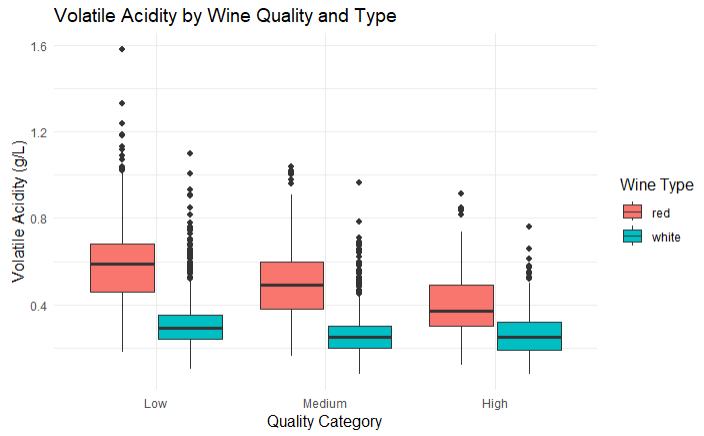 Volatile Acidity by Wine Quality and Type
1.6
1.2
0.8
0.4
Volatile Acidity (g/L)
Low
Medium
High
Quality Category
Wine Type
red
white